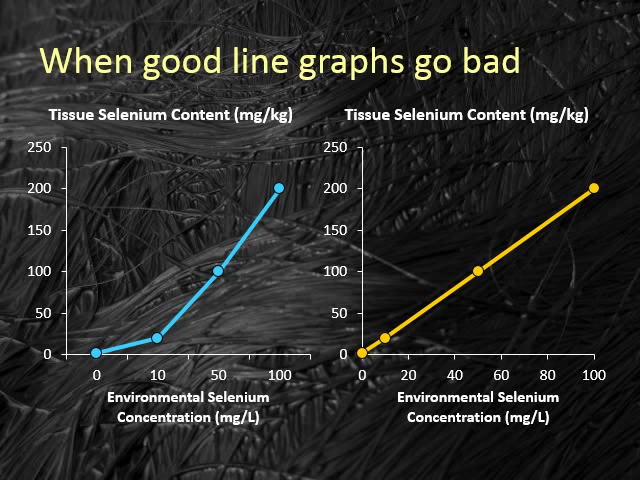 When good line graphs go bad
Tissue Selenium Content (mg/kg)
250
200
150
100
50
0
0 10 50 100
Environmental Selenium
Concentration (mg/L)
Tissue Selenium Content (mg/kg)
250
200
150
100
50
0
0 20 40 60 80 100
Environmental Selenium
Concentration (mg/L)